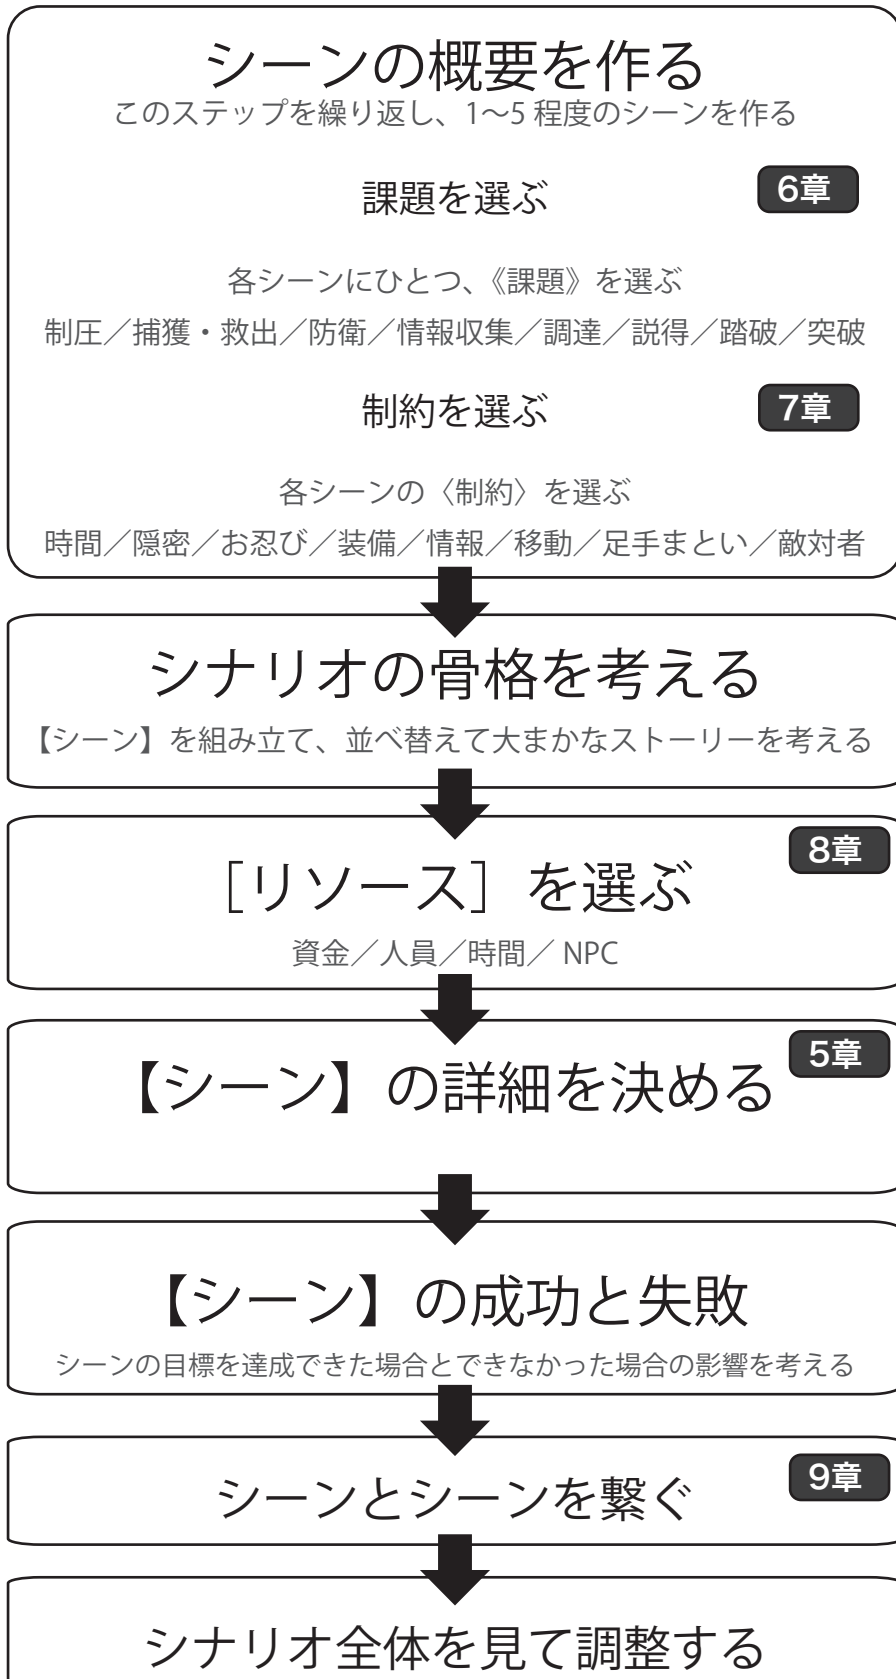 シーンの概要を作る
このステップを繰り返し、1〜5 程度のシーンを作る
課題を選ぶ
6章
各シーンにひとつ、《課題》を選ぶ
制圧／捕獲・救出／防衛／情報収集／調達／説得／踏破／突破
制約を選ぶ
7章
各シーンの〈制約〉を選ぶ
時間／隠密／お忍び／装備／情報／移動／足手まとい／敵対者
シナリオの骨格を考える
【シーン】を組み立て、並べ替えて大まかなストーリーを考える
8章
［リソース］を選ぶ
資金／人員／時間／ NPC
5章
【シーン】の詳細を決める
【シーン】の成功と失敗
シーンの目標を達成できた場合とできなかった場合の影響を考える
9章
シーンとシーンを繋ぐ
シナリオ全体を見て調整する